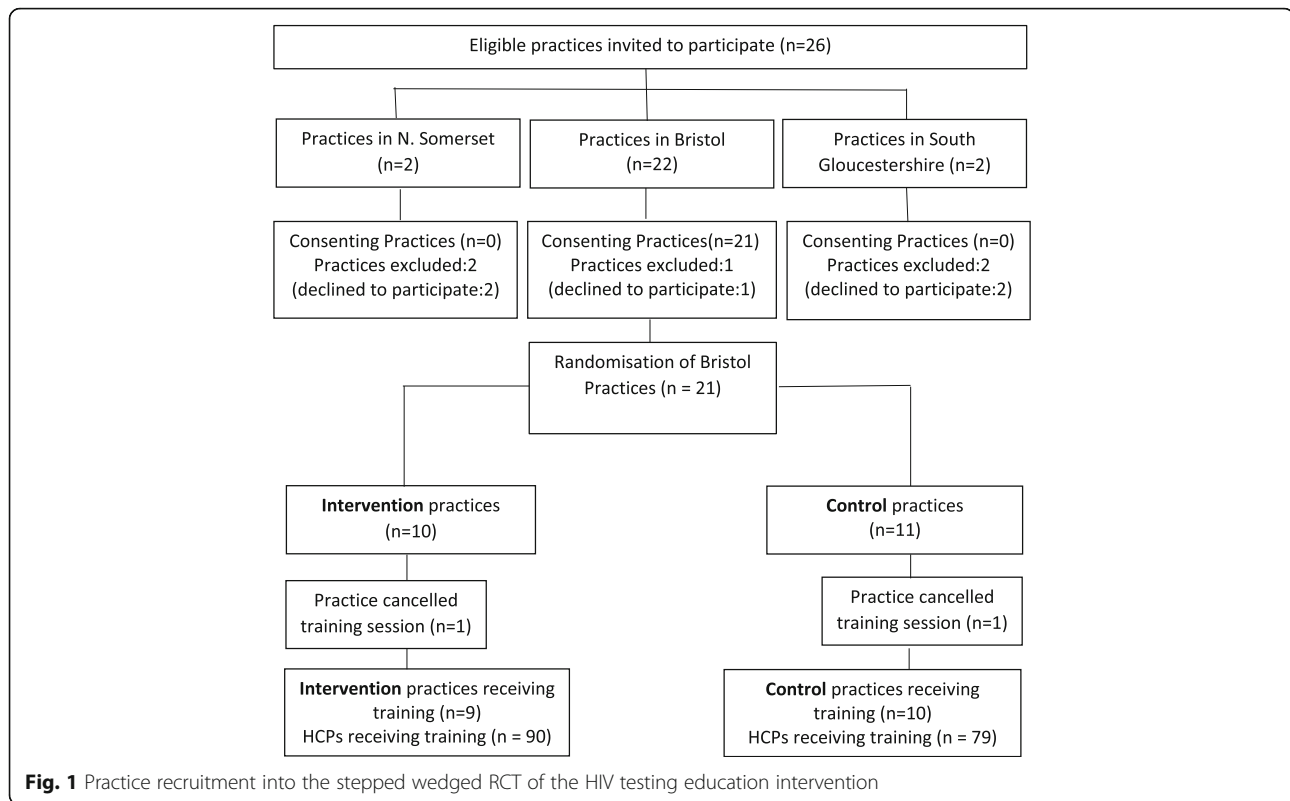 Eligible practices invited to participate (n=26)
Practices in N. Somerset
(n=2)
Practices in Bristol
(n=22)
Practices in South
Gloucestershire (n=2)
Consenting Practices (n=0)
Practices excluded:2
(declined to participate:2)
Consenting Practices(n=21)
Practices excluded:1
(declined to participate:1)
Consenting Practices (n=0)
Practices excluded:2
(declined to participate:2)
Randomisation of Bristol
Practices (n = 21)
Intervention practices
(n=10)
Control practices
(n=11)
Practice cancelled
training session (n=1)
Practice cancelled
training session (n=1)
Intervention practices receiving
training (n=9)
HCPs receiving training (n = 90)
Control practices receiving
training (n=10)
HCPs receiving training (n = 79)
Fig. 1 Practice recruitment into the stepped wedged RCT of the HIV testing education intervention